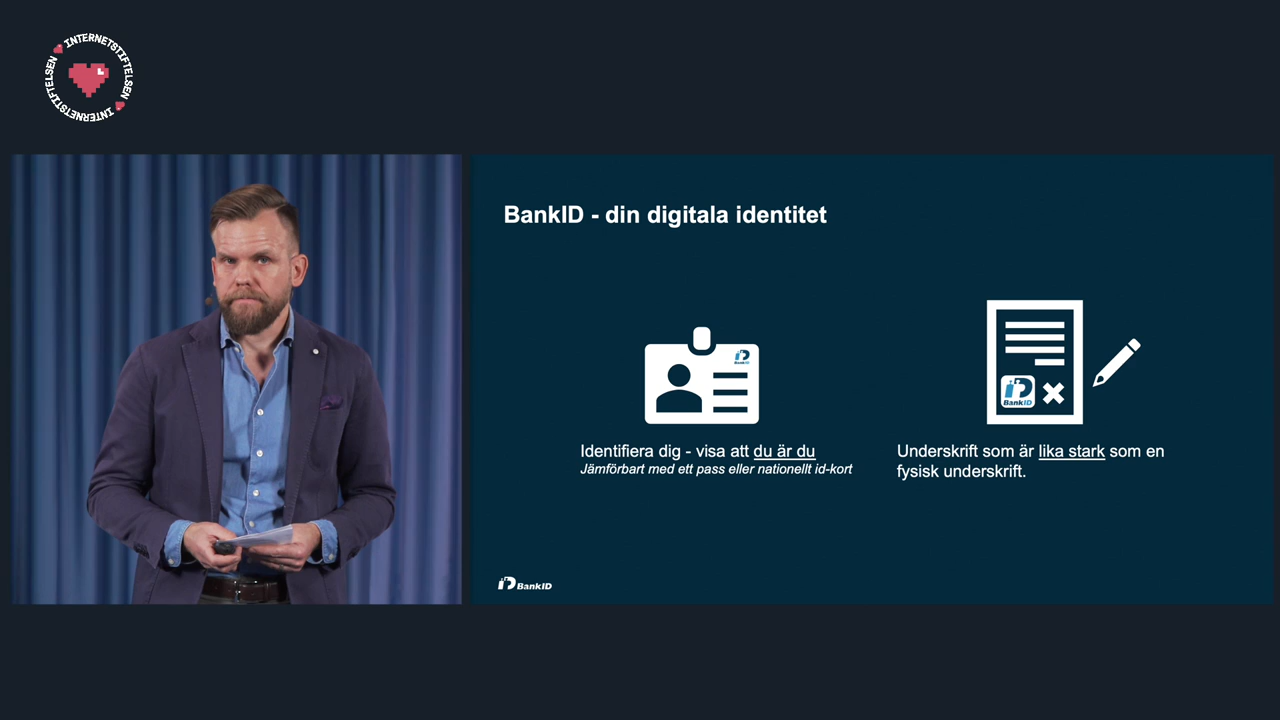 INTERNETSTIFTELSEN INTERNETSTIFTELSEN
BankID - din digitala identitet
BankID
BankID
Identifiera dig - visa att du är du
Jämförbart med ett pass eller nationellt id-kort
Underskrift som är lika stark som en
fysisk underskrift.
BankID